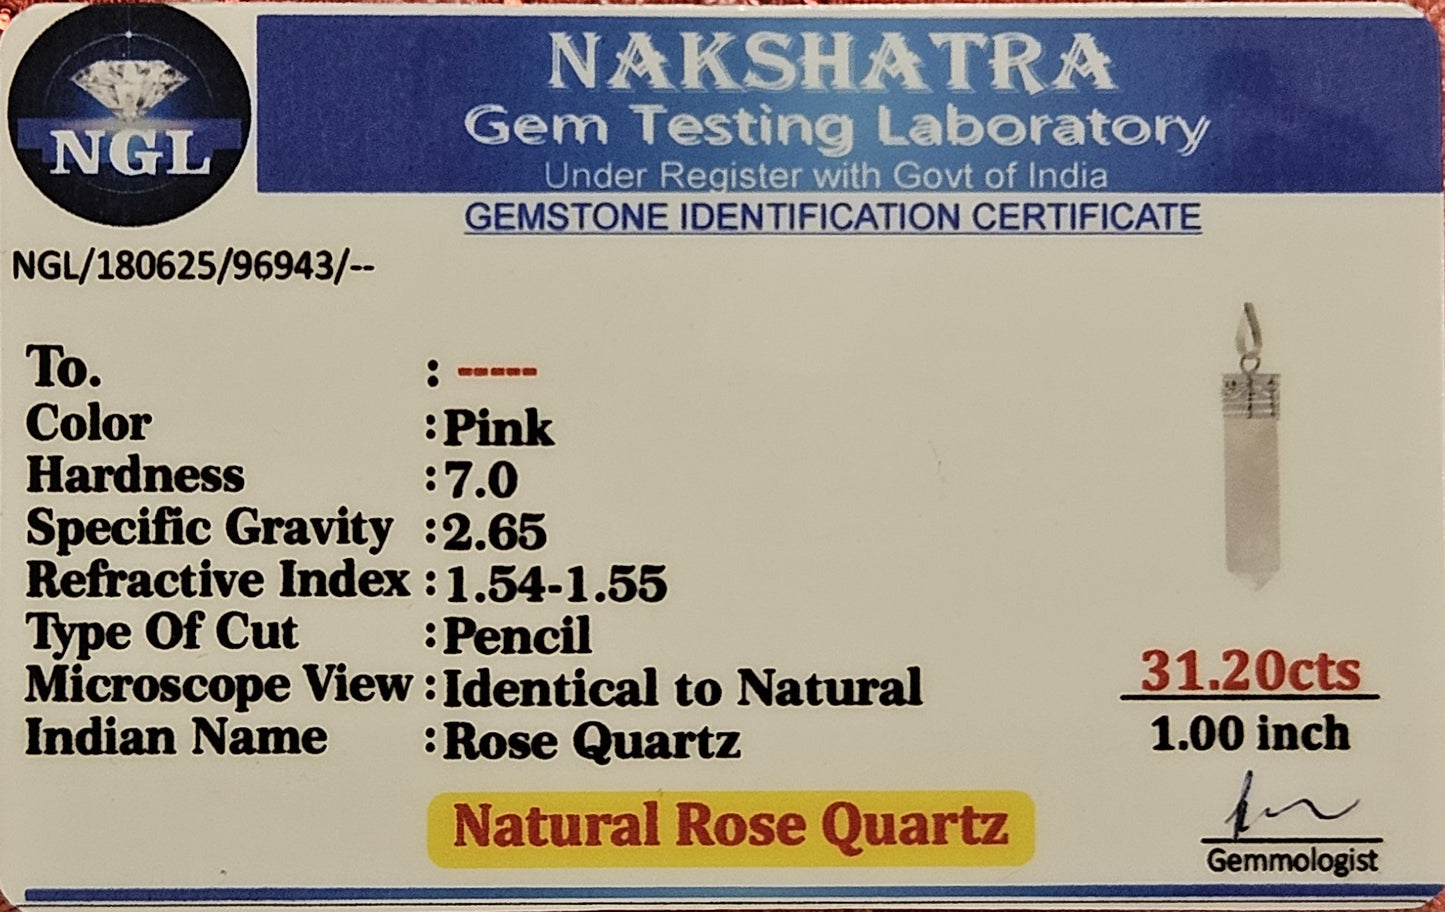 NGL
NAKSHATRA
Gem Testing Laboratory
Under Register with Govt of India
GEMSTONE IDENTIFICATION CERTIFICATE
NGL/180625/96943/--
To. : -----
Color : Pink
Hardness : 7.0
Specific Gravity : 2.65
Refractive Index : 1.54-1.55
Type Of Cut : Pencil
Microscope View : Identical to Natural
Indian Name : Rose Quartz
31.20cts
1.00 inch
Natural Rose Quartz
Gemmologist